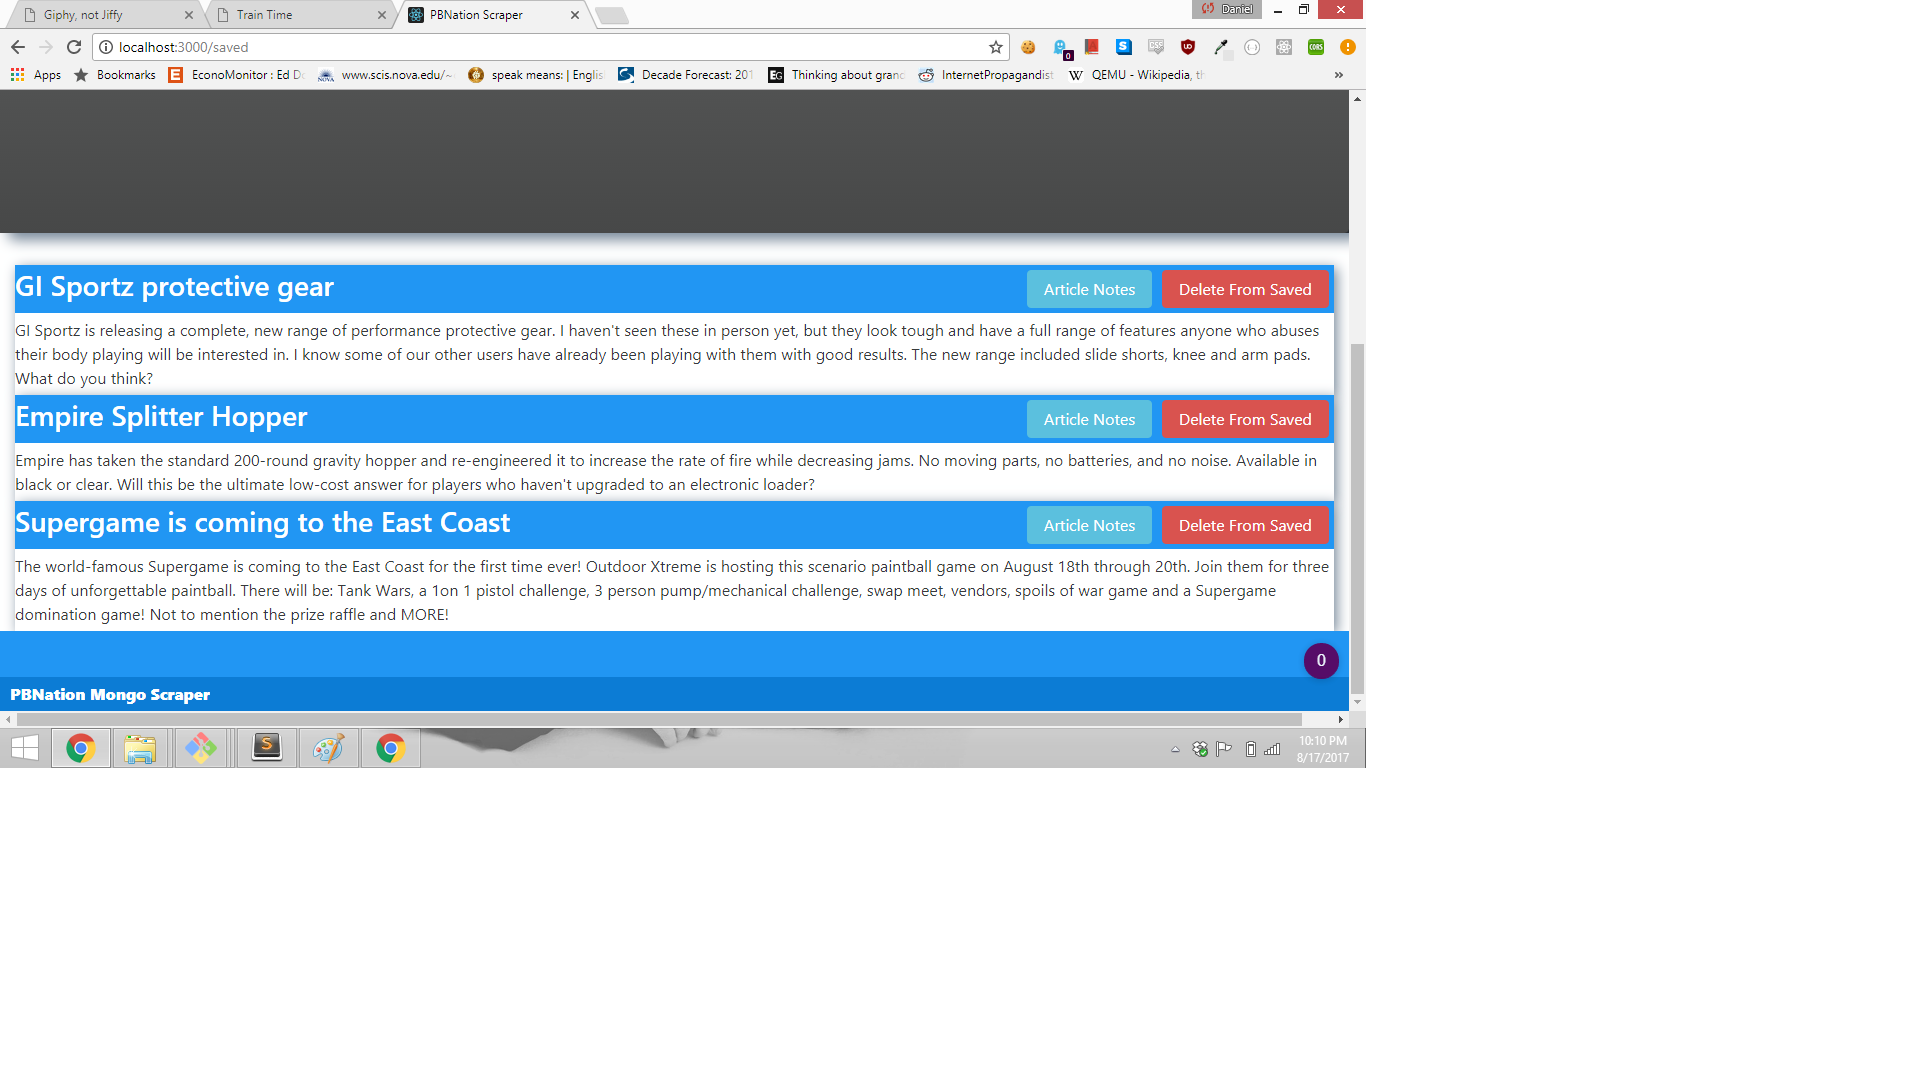 Giphy, not Jiffy
Train Time
PBNation Scraper
Daniel
localhost:3000/saved
Apps
Bookmarks
EconoMonitor : Ed
www.scis.nova.edu/~
speak means: | Englis
Decade Forecast: 201
EG
Thinking about gran
InternetPropagandist
W
QEMU - Wikipedia, th
»
GI Sportz protective gear
Article Notes
Delete From Saved
GI Sportz is releasing a complete, new range of performance protective gear. I haven't seen these in person yet, but they look tough and have a full range of features anyone who abuses
their body playing will be interested in. I know some of our other users have already been playing with them with good results. The new range included slide shorts, knee and arm pads.
What do you think?
Empire Splitter Hopper
Article Notes
Delete From Saved
Empire has taken the standard 200-round gravity hopper and re-engineered it to increase the rate of fire while decreasing jams. No moving parts, no batteries, and no noise. Available in
black or clear. Will this be the ultimate low-cost answer for players who haven't upgraded to an electronic loader?
Supergame is coming to the East Coast
Article Notes
Delete From Saved
The world-famous Supergame is coming to the East Coast for the first time ever! Outdoor Xtreme is hosting this scenario paintball game on August 18th through 20th. Join them for three
days of unforgettable paintball. There will be: Tank Wars, a 1on 1 pistol challenge, 3 person pump/mechanical challenge, swap meet, vendors, spoils of war game and a Supergame
domination game! Not to mention the prize raffle and MORE!
0
PBNation Mongo Scraper
10:10 PM
8/17/2017